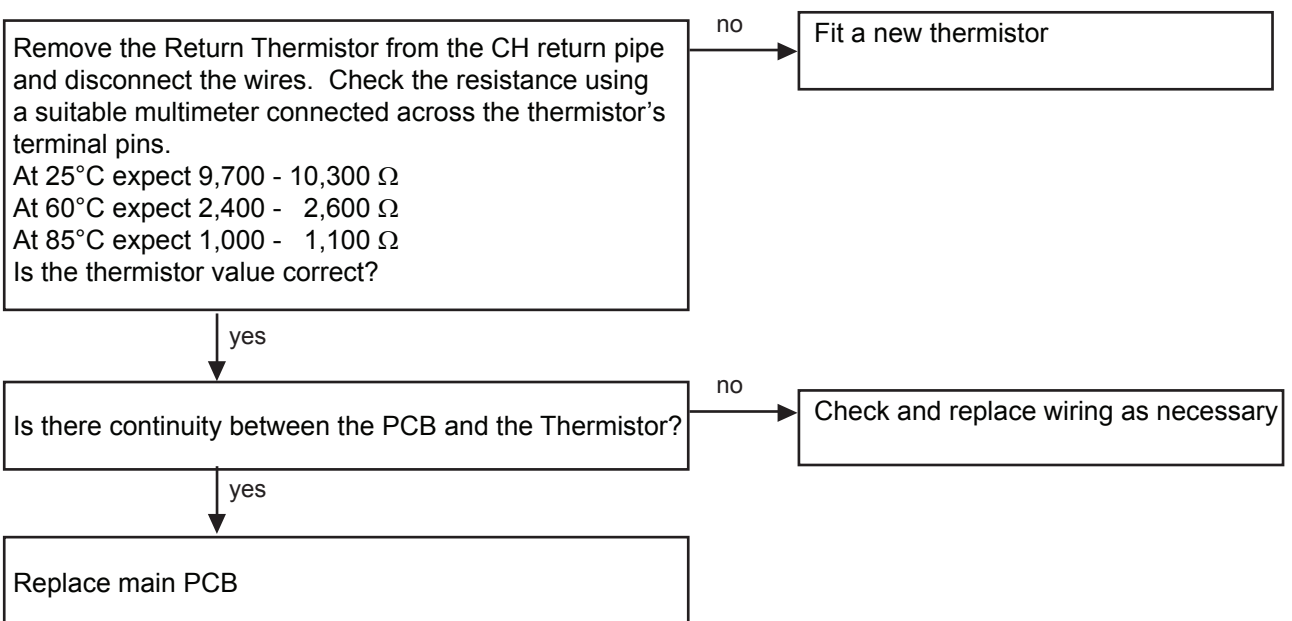 Remove the Return Thermistor from the CH return pipe
and disconnect the wires.  Check the resistance using
a suitable multimeter connected across the thermistor’s
terminal pins.
At 25°C expect 9,700 - 10,300 Ω
At 60°C expect 2,400 -   2,600 Ω
At 85°C expect 1,000 -   1,100 Ω
Is the thermistor value correct?
no
Fit a new thermistor
yes
Is there continuity between the PCB and the Thermistor?
no
Check and replace wiring as necessary
yes
Replace main PCB